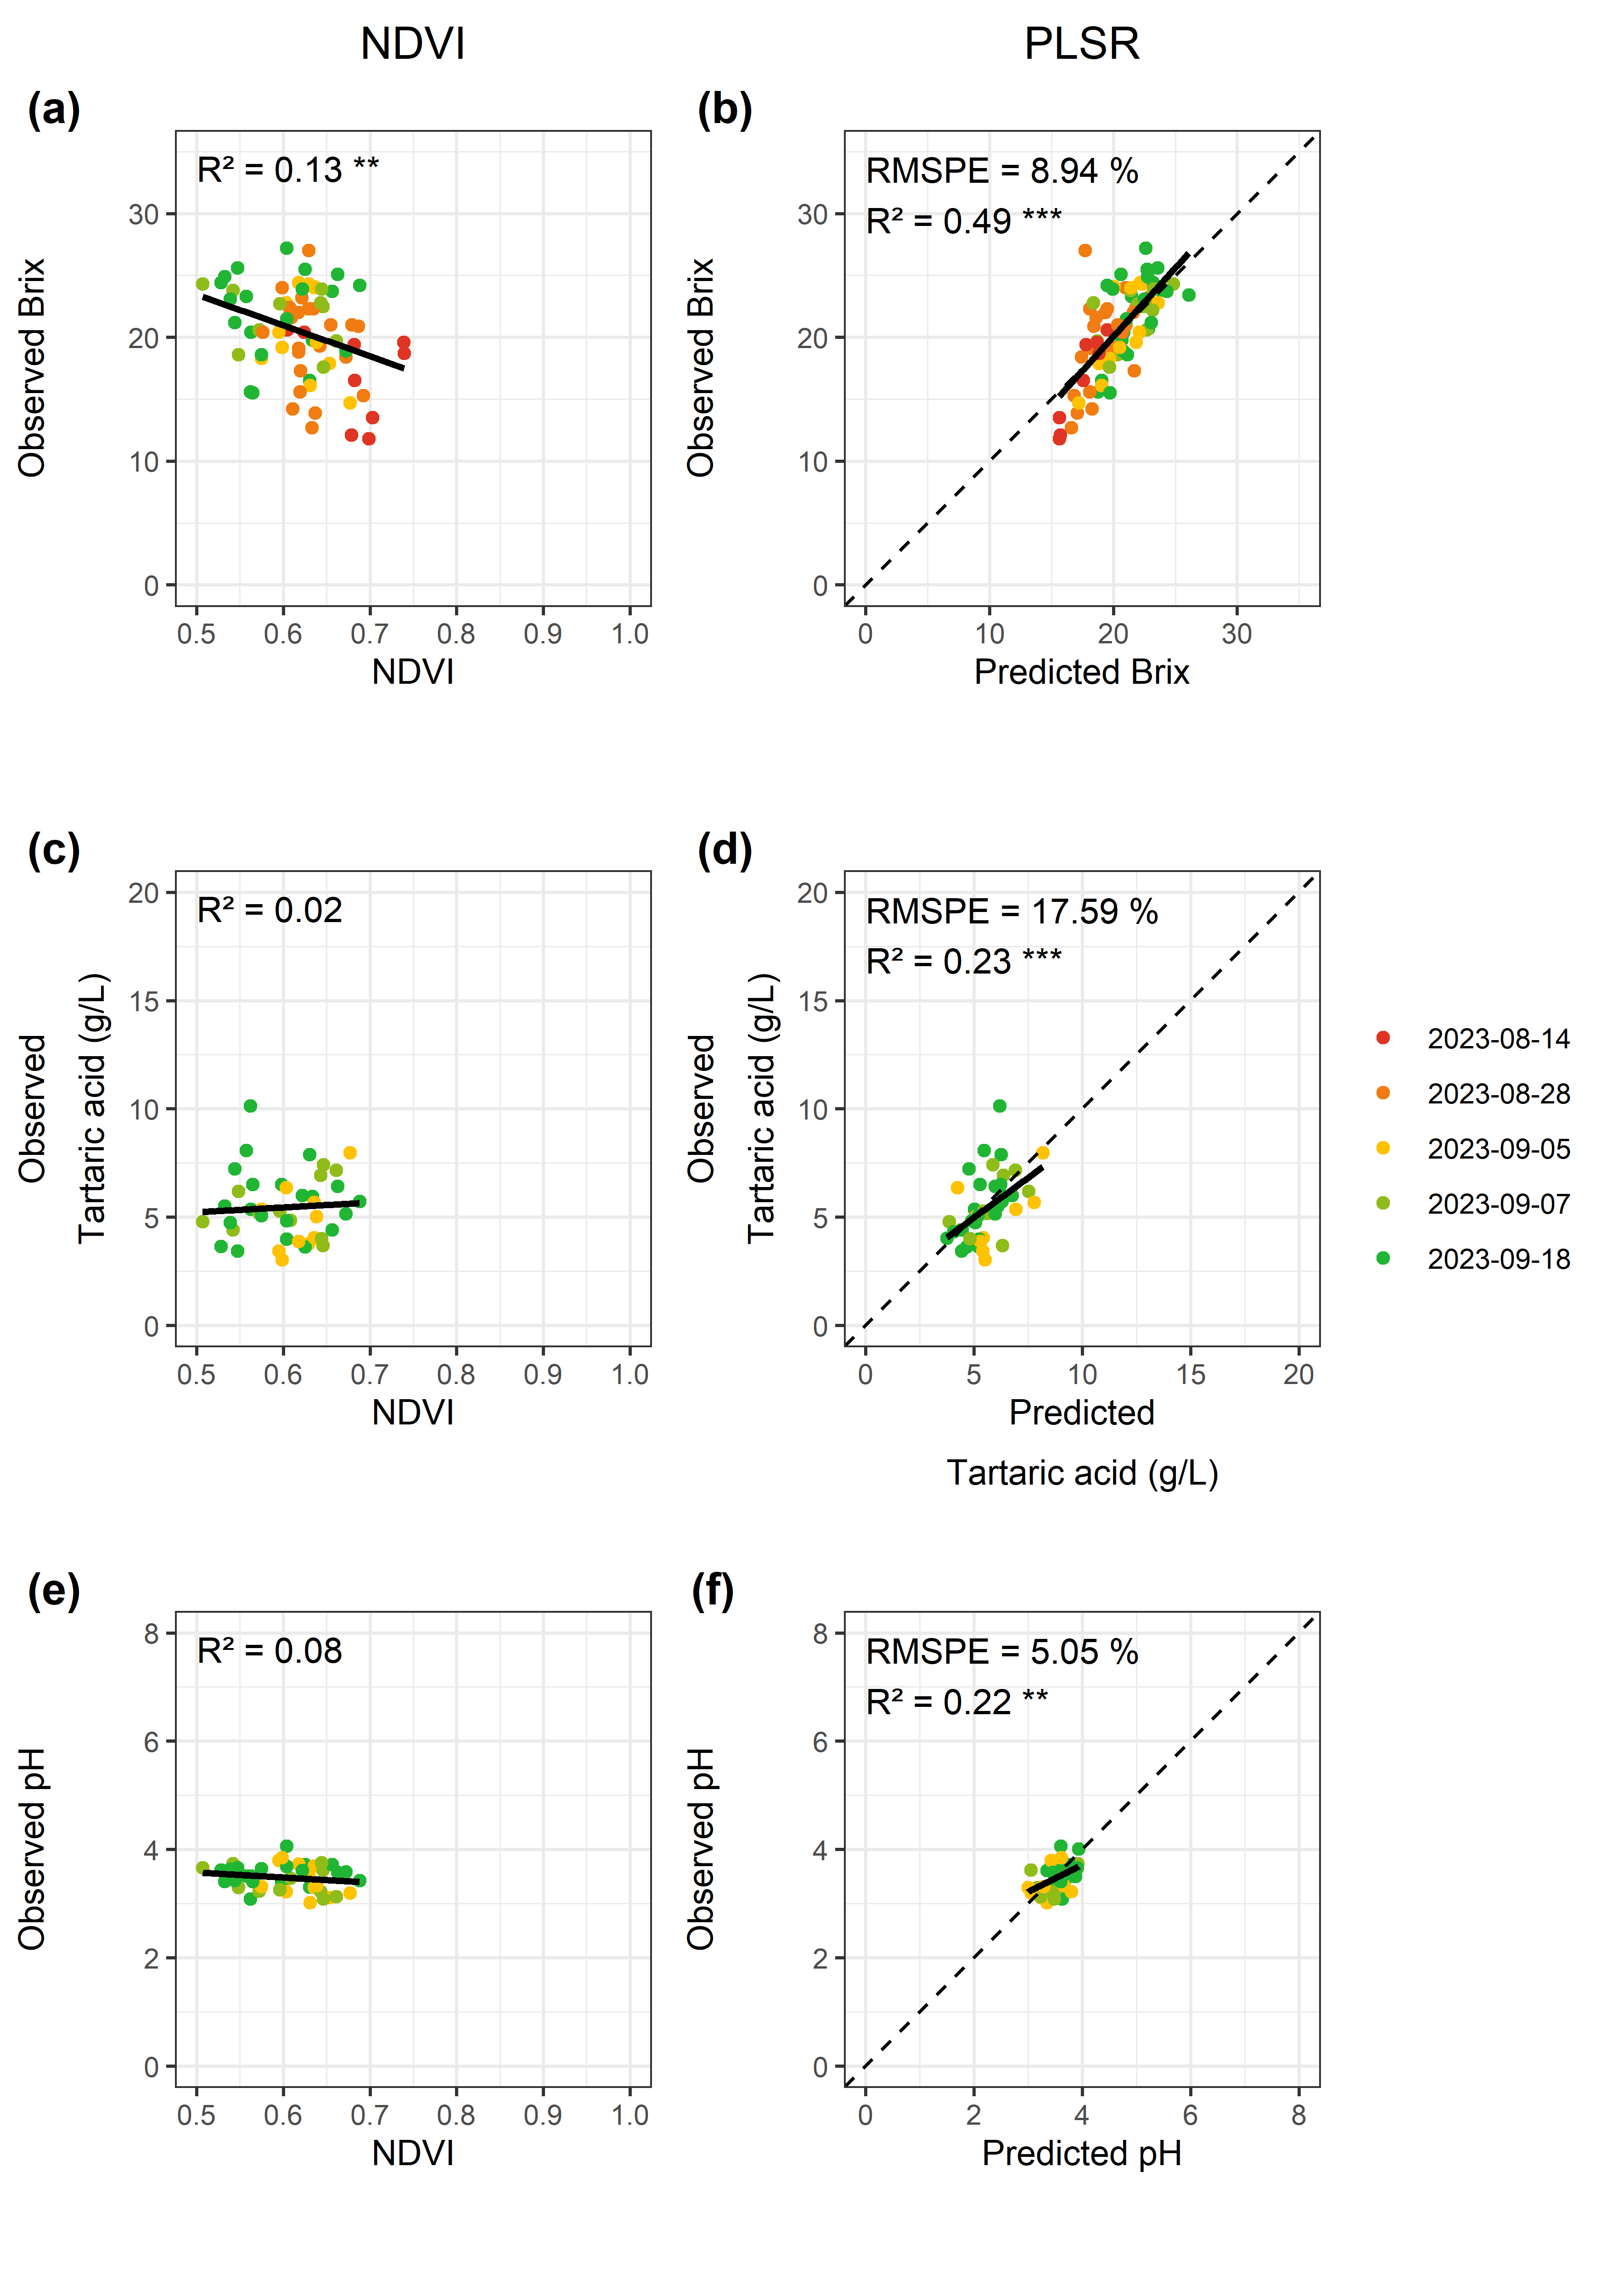 NDVI
PLSR
(a)
R² = 0.13 **
30
20
10
0
Observed Brix
0.5 0.6 0.7 0.8 0.9 1.0
NDVI
(b)
RMSPE = 8.94 %
R² = 0.49 ***
30
20
10
0
Observed Brix
0 10 20 30
Predicted Brix
(c)
R² = 0.02
20
15
10
5
0
Observed
Tartaric acid (g/L)
0.5 0.6 0.7 0.8 0.9 1.0
NDVI
(d)
RMSPE = 17.59 %
R² = 0.23 ***
20
15
10
5
0
Observed
Tartaric acid (g/L)
0 5 10 15 20
Predicted
Tartaric acid (g/L)
2023-08-14
2023-08-28
2023-09-05
2023-09-07
2023-09-18
(e)
R² = 0.08
8
6
4
2
0
Observed pH
0.5 0.6 0.7 0.8 0.9 1.0
NDVI
(f)
RMSPE = 5.05 %
R² = 0.22 **
8
6
4
2
0
Observed pH
0 2 4 6 8
Predicted pH